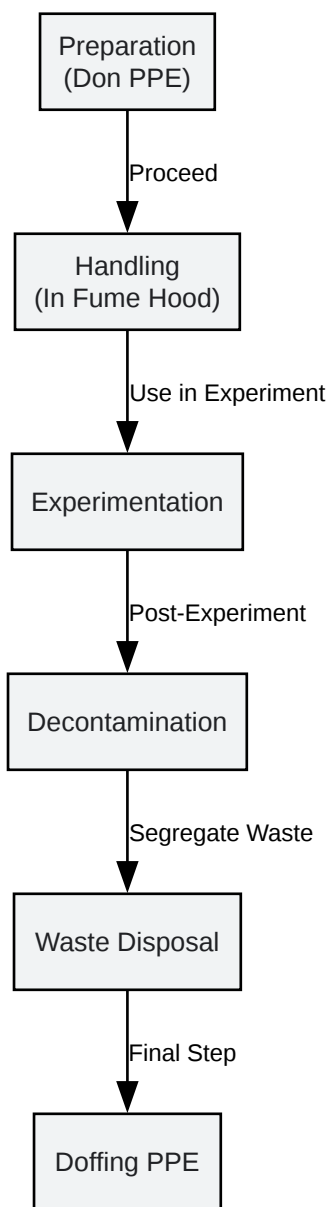 Preparation
(Don PPE)
Proceed
Handling
(In Fume Hood)
Use in Experiment
Experimentation
Post-Experiment
Decontamination
Segregate Waste
Waste Disposal
Final Step
Doffing PPE